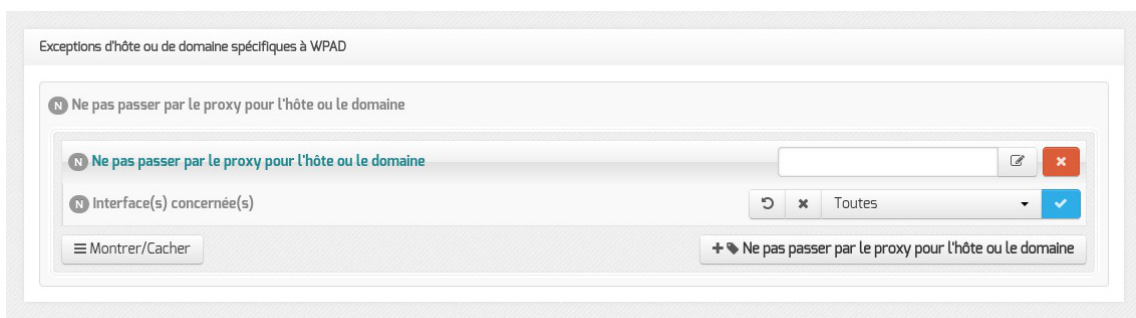 Exceptions d'hôte ou de domaine spécifiques à WPAD
N Ne pas passer par le proxy pour l'hôte ou le domaine
N Ne pas passer par le proxy pour l'hôte ou le domaine
N Interface(s) concernée(s) Toutes
Montrer/Cacher Ne pas passer par le proxy pour l'hôte ou le domaine